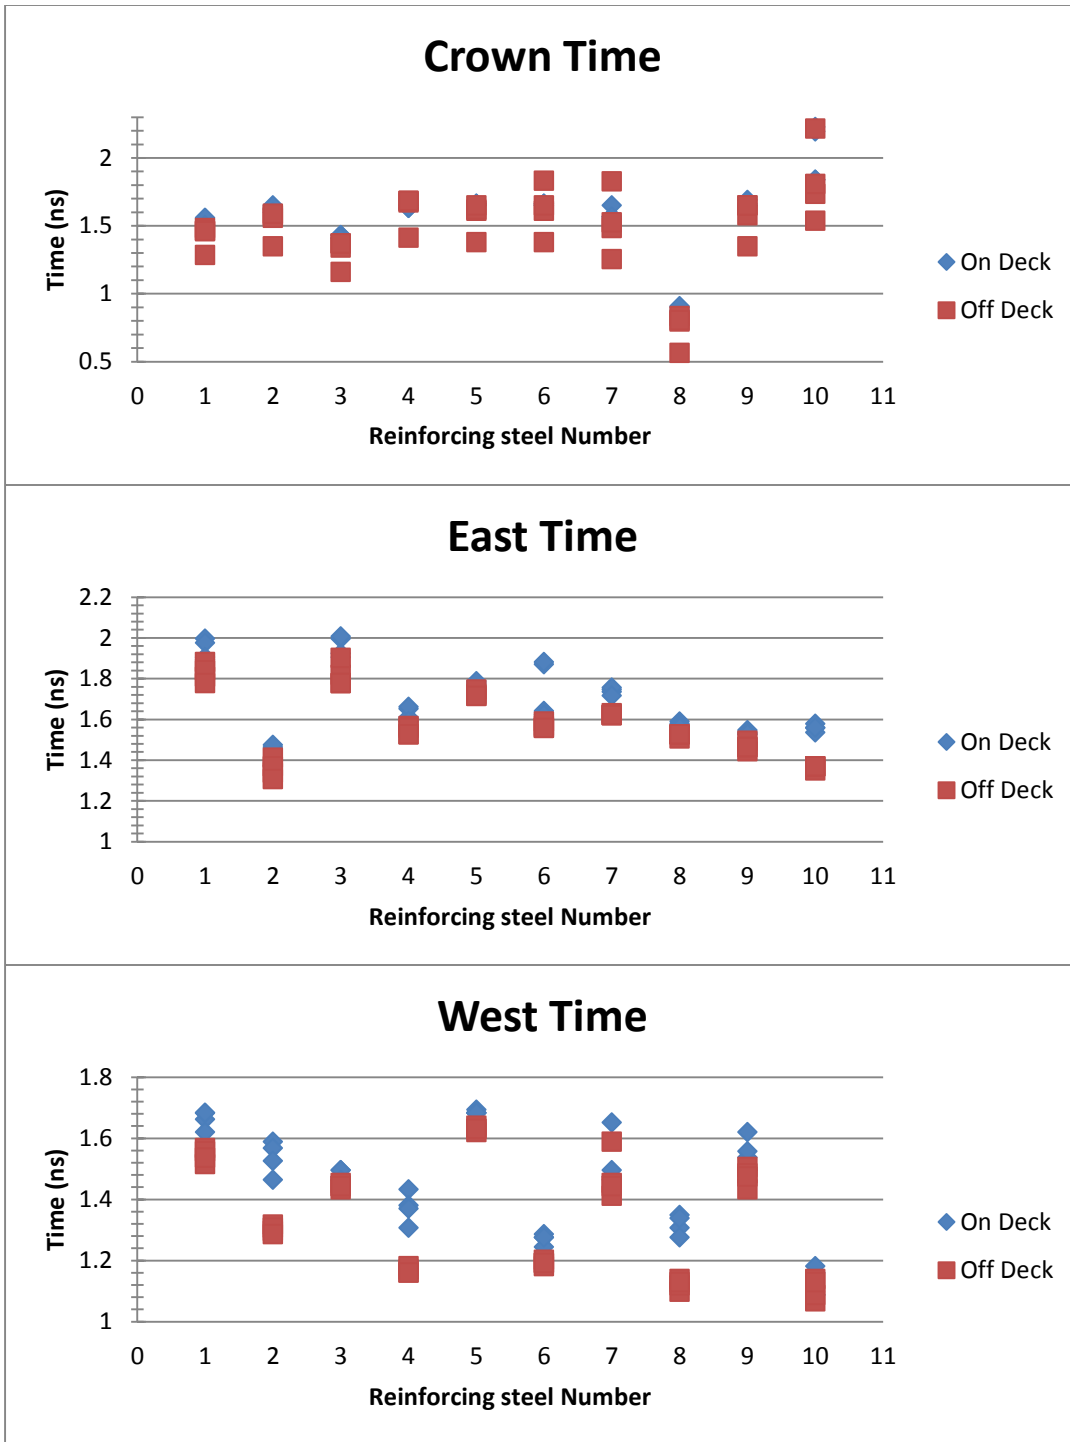 Crown Time
2
1.5
1
0.5
Time (ns)
0 1 2 3 4 5 6 7 8 9 10 11
Reinforcing steel Number
On Deck
Off Deck
East Time
2.2
2
1.8
1.6
1.4
1.2
1
Time (ns)
0 1 2 3 4 5 6 7 8 9 10 11
Reinforcing steel Number
On Deck
Off Deck
West Time
1.8
1.6
1.4
1.2
1
Time (ns)
0 1 2 3 4 5 6 7 8 9 10 11
Reinforcing steel Number
On Deck
Off Deck